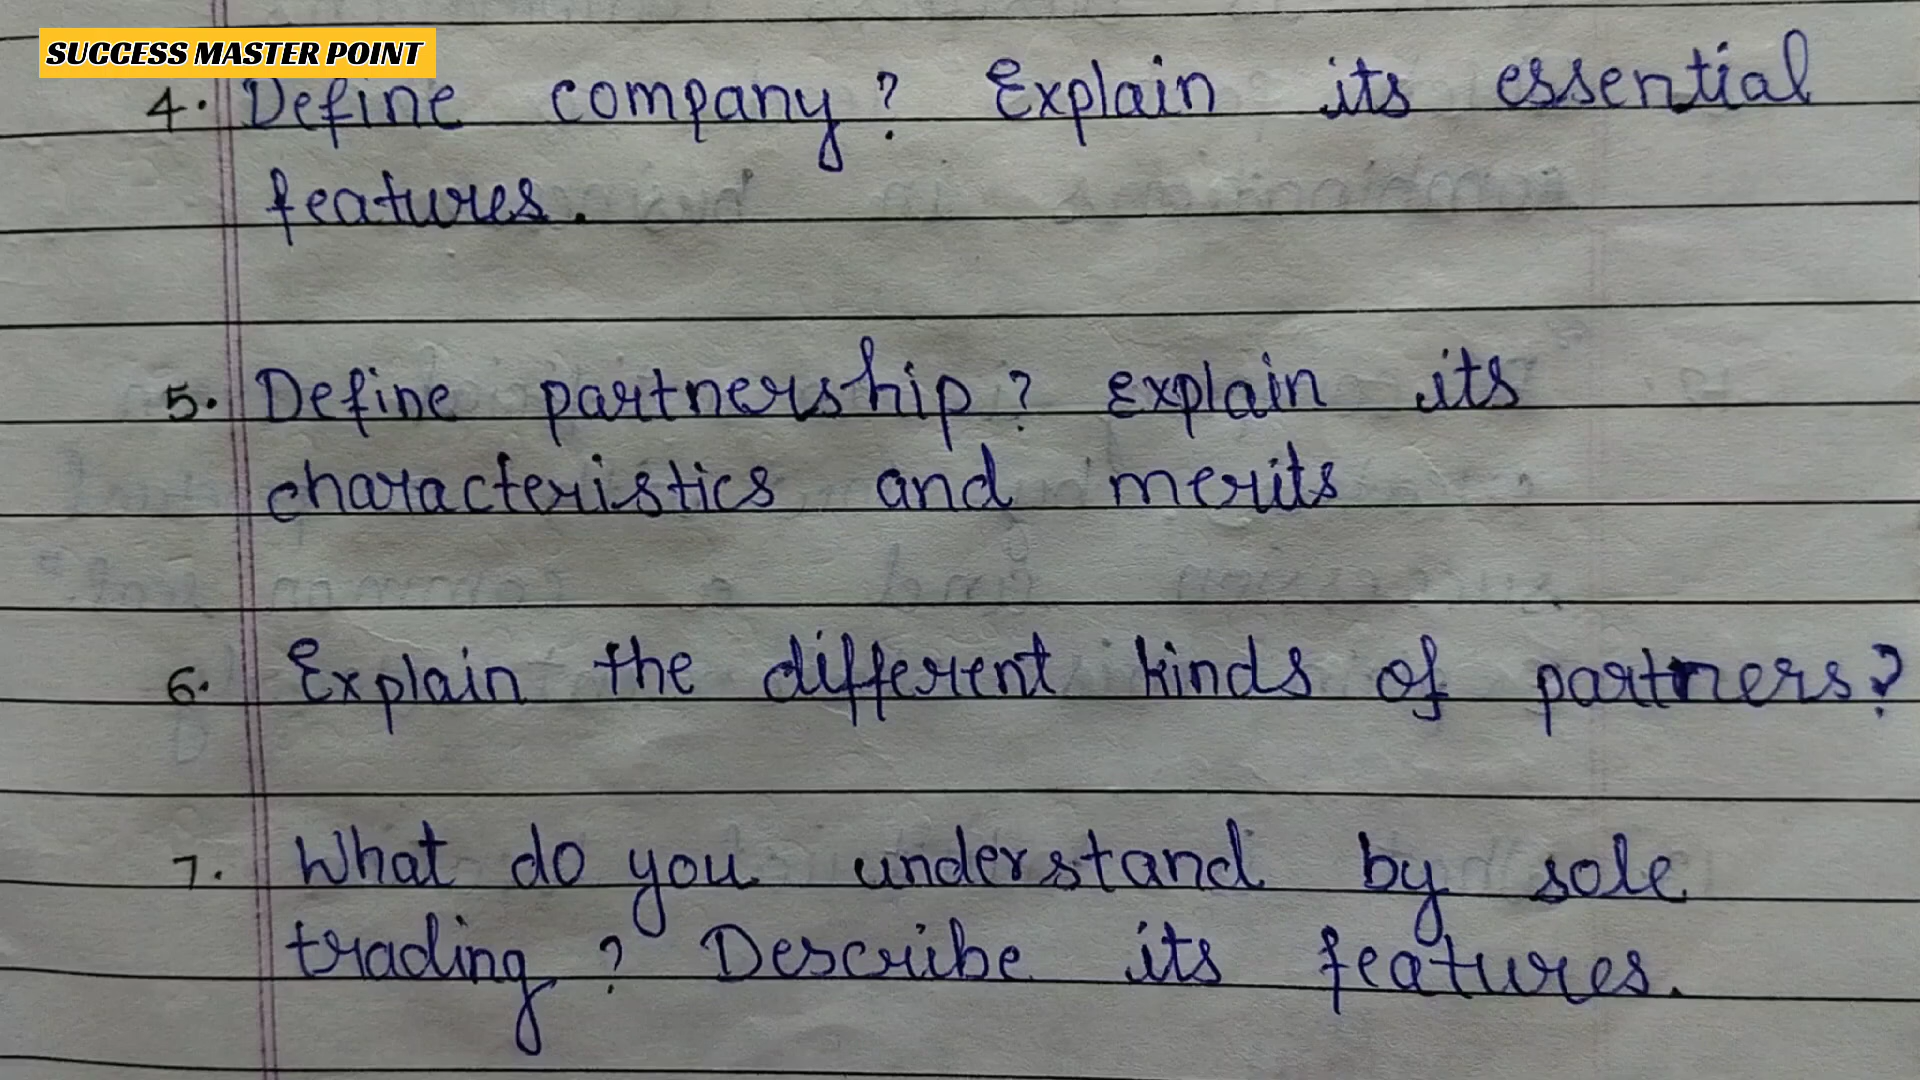 SUCCESS MASTER POINT
4. Define company? Explain its essential
features.
5. Define partnership? explain its
characteristics and merits
6. Explain the different kinds of partners?
7. What do you understand by sole
trading? Describe its features.